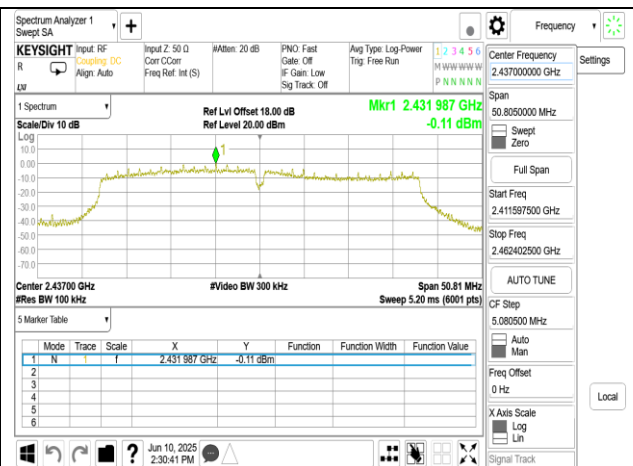 Spectrum Analyzer 1
Swept SA
Frequency
KEYSIGHT
R
Input: RF
Coupling: DC
Align: Auto
Input Z: 50 Ω
Corr CCorr
Freq Ref: Int (S)
#Atten: 20 dB
PNO: Fast
Gate: Off
IF Gain: Low
Sig Track: Off
Avg Type: Log-Power
Trig: Free Run
1 2 3 4 5 6
M W W W W W
P N N N N N
Center Frequency
2.437000000 GHz
Settings
Span
50.8050000 MHz
Swept
Zero
Full Span
Start Freq
2.411597500 GHz
Stop Freq
2.462402500 GHz
AUTO TUNE
CF Step
5.080500 MHz
Auto
Man
Freq Offset
0 Hz
X Axis Scale
Log
Lin
Signal Track
Local
1 Spectrum
Scale/Div 10 dB
Ref Lvl Offset 18.00 dB
Ref Level 20.00 dBm
Mkr1 2.431 987 GHz
-0.11 dBm
Log
10.0
0.00
-10.0
-20.0
-30.0
-40.0
-50.0
-60.0
-70.0
1
Center 2.43700 GHz
#Res BW 100 kHz
#Video BW 300 kHz
Span 50.81 MHz
Sweep 5.20 ms (6001 pts)
5 Marker Table
Mode Trace Scale X Y Function Function Width Function Value
1 N 1 f 2.431 987 GHz -0.11 dBm
2
3
4
5
6
?
Jun 10, 2025
2:30:41 PM